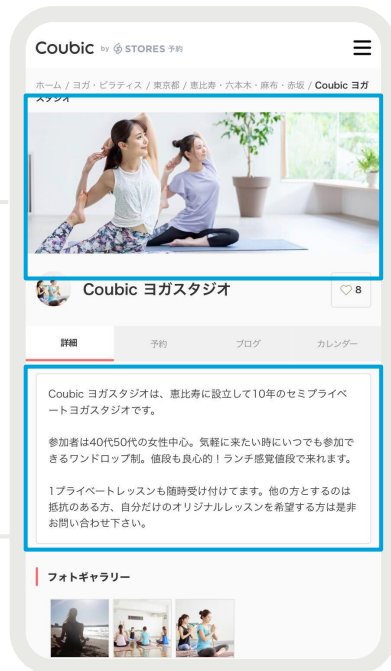 Coubic by STORES 予約
ホーム / ヨガ・ピラティス / 東京都 / 恵比寿・六本木・麻布・赤坂 / Coubic ヨガ
スタジオ
Coubic ヨガスタジオ
8
詳細 予約 ブログ カレンダー
Coubic ヨガスタジオは、恵比寿に設立して10年のセミプライベ
ートヨガスタジオです。
参加者は40代50代の女性中心。気軽に来たい時にいつでも参加で
きるワンドロップ制。値段も良心的！ランチ感覚値段で来れます。
1プライベートレッスンも随時受け付けてます。他の方とするのは
抵抗のある方、自分だけのオリジナルレッスンを希望する方は是非
お問い合わせ下さい。
フォトギャラリー